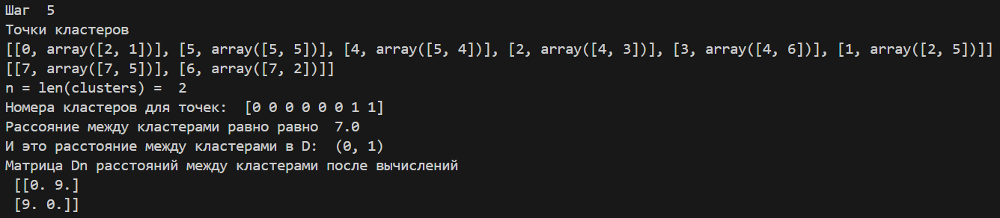 Шаг  5
Точки кластеров
[[0, array([2, 1])], [5, array([5, 5])], [4, array([5, 4])], [2, array([4, 3])], [3, array([4, 6])], [1, array([2, 5])]]
[[7, array([7, 5])], [6, array([7, 2])]]
n = len(clusters) =  2
Номера кластеров для точек:  [0 0 0 0 0 0 1 1]
Рассояние между кластерами равно равно  7.0
И это расстояние между кластерами в D:  (0, 1)
Матрица Dn расстояний между кластерами после вычислений
 [[0. 9.]
 [9. 0.]]